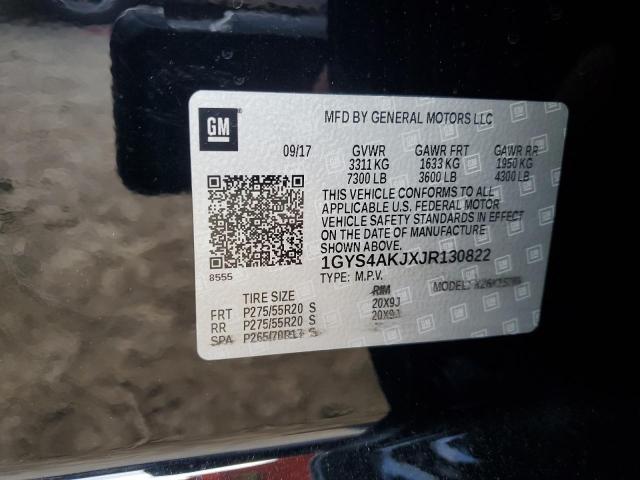 GM
MFD BY GENERAL MOTORS LLC
09/17 GVWR GAWR FRT GAWR RR
3311 KG 1633 KG 1950 KG
7300 LB 3600 LB 4300 LB
THIS VEHICLE CONFORMS TO ALL
APPLICABLE U.S. FEDERAL MOTOR
VEHICLE SAFETY STANDARDS IN EFFECT
ON THE DATE OF MANUFACTURE
SHOWN ABOVE.
8555
1GYS4AKJXJR130822
TYPE: M.P.V. MODEL:
TIRE SIZE RIM
FRT P275/55R20 S 20X9J
RR P275/55R20 S 20X9J
SPA P265/70R17 S